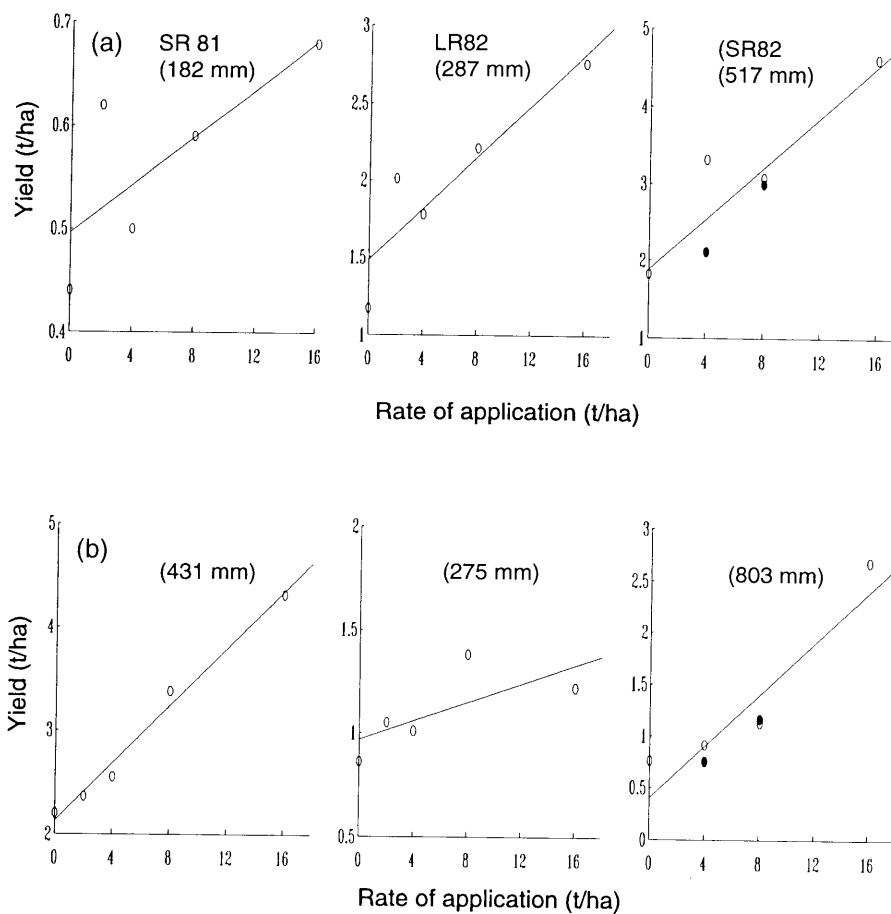 (a)
SR 81
(182 mm)
LR82
(287 mm)
(SR82
(517 mm)
Yield (t/ha)
0.7
0.6
0.5
0.4
0 4 8 12 16
3
2.5
2
1.5
1
0 4 8 12 16
5
4
3
2
1
0 4 8 12 16
Rate of application (t/ha)
(b)
(431 mm)
(275 mm)
(803 mm)
Yield (t/ha)
5
4
3
2
0 4 8 12 16
2
1.5
1
0.5
0 4 8 12 16
3
2.5
2
1.5
1
0.5
0
0 4 8 12 16
Rate of application (t/ha)